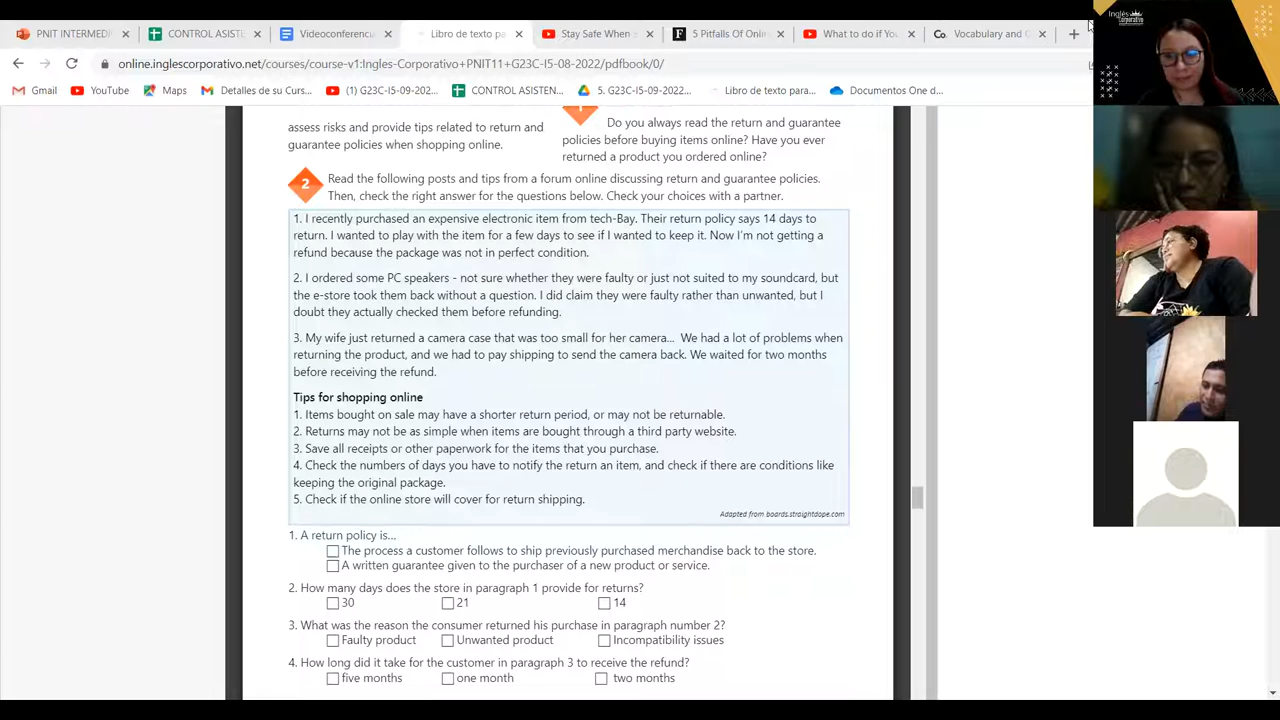 PNIT INTERMEDI
CONTROL ASISTE
Videoconferenci
Libro de texto pa
Stay Safe When
5 Pitfalls Of Onlin
What to do if You
Co. Vocabulary and C
online.inglescorporativo.net/courses/course-v1:Ingles-Corporativo+PNIT11+G23C-I5-08-2022/pdfbook/0/
Gmail
YouTube
Maps
Detalles de su Curs...
(1) G23C-I5-09-202...
CONTROL ASISTEN...
5. G23C-I5-09-2022...
Libro de texto para...
Documentos One d...
Inglés
Corporativo
assess risks and provide tips related to return and
guarantee policies when shopping online.
1
Do you always read the return and guarantee
policies before buying items online? Have you ever
returned a product you ordered online?
2
Read the following posts and tips from a forum online discussing return and guarantee policies.
Then, check the right answer for the questions below. Check your choices with a partner.
1. I recently purchased an expensive electronic item from tech-Bay. Their return policy says 14 days to
return. I wanted to play with the item for a few days to see if I wanted to keep it. Now I'm not getting a
refund because the package was not in perfect condition.
2. I ordered some PC speakers - not sure whether they were faulty or just not suited to my soundcard, but
the e-store took them back without a question. I did claim they were faulty rather than unwanted, but I
doubt they actually checked them before refunding.
3. My wife just returned a camera case that was too small for her camera... We had a lot of problems when
returning the product, and we had to pay shipping to send the camera back. We waited for two months
before receiving the refund.
Tips for shopping online
1. Items bought on sale may have a shorter return period, or may not be returnable.
2. Returns may not be as simple when items are bought through a third party website.
3. Save all receipts or other paperwork for the items that you purchase.
4. Check the numbers of days you have to notify the return an item, and check if there are conditions like
keeping the original package.
5. Check if the online store will cover for return shipping.
Adapted from boards.straightdope.com
1. A return policy is...
The process a customer follows to ship previously purchased merchandise back to the store.
A written guarantee given to the purchaser of a new product or service.
2. How many days does the store in paragraph 1 provide for returns?
30 21 14
3. What was the reason the consumer returned his purchase in paragraph number 2?
Faulty product Unwanted product Incompatibility issues
4. How long did it take for the customer in paragraph 3 to receive the refund?
five months one month two months